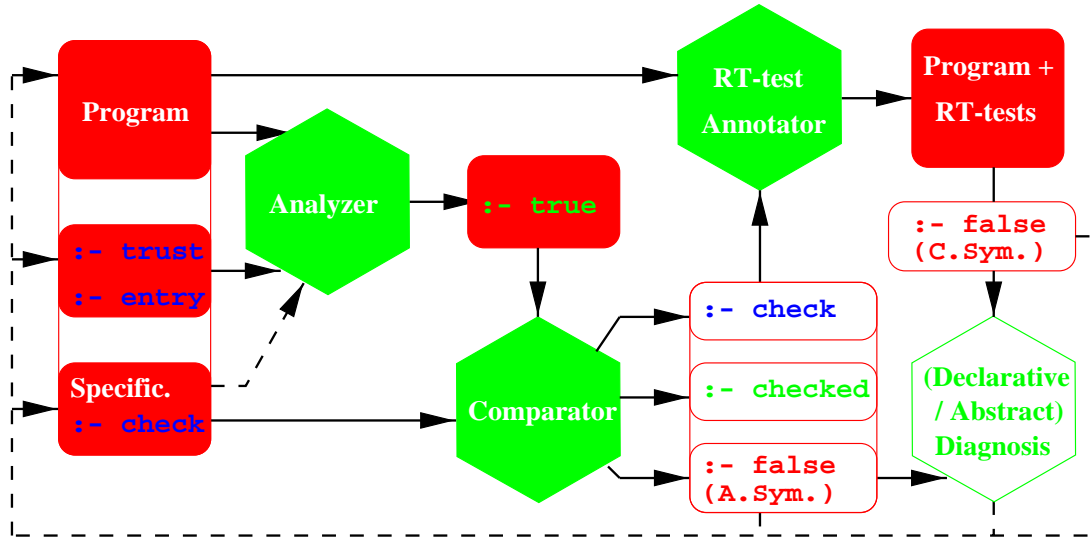 Program
:- trust
:- entry
Specific.
:- check
Analyzer
:- true
Comparator
RT-test
Annotator
:- check
:- checked
:- false
(A.Sym.)
Program +
RT-tests
:- false
(C.Sym.)
(Declarative
/ Abstract)
Diagnosis